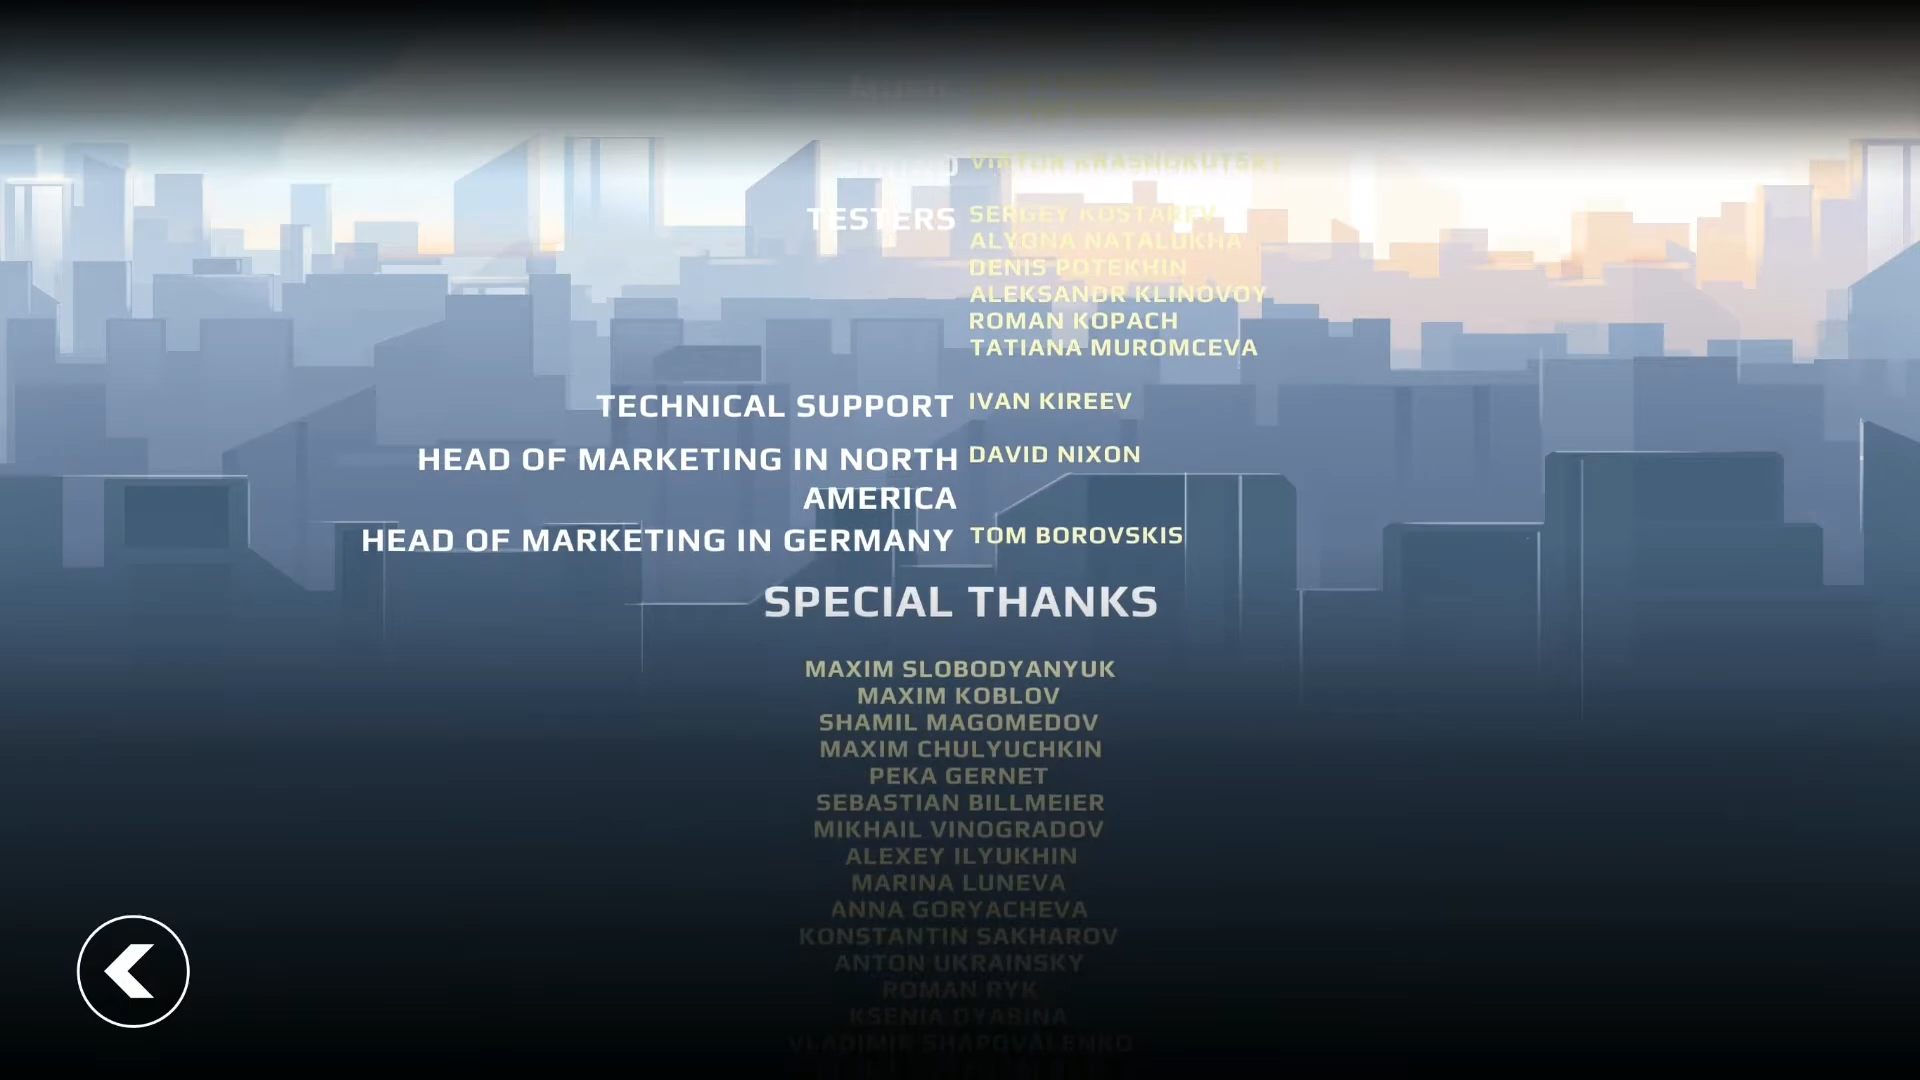 VIKTOR KRASNOKUTSKY
TESTERS SERGEY KOSTAREV
ALYONA NATALUKHA
DENIS POTEKHIN
ALEKSANDR KLINOVOY
ROMAN KOPACH
TATIANA MUROMCEVA
TECHNICAL SUPPORT IVAN KIREEV
HEAD OF MARKETING IN NORTH DAVID NIXON
AMERICA
HEAD OF MARKETING IN GERMANY TOM BOROVSKIS
SPECIAL THANKS
MAXIM SLOBODYANYUK
MAXIM KOBLOV
SHAMIL MAGOMEDOV
MAXIM CHULYUCHKIN
PEKA GERNET
SEBASTIAN BILLMEIER
MIKHAIL VINOGRADOV
ALEXEY ILYUKHIN
MARINA LUNEVA
ANNA GORYACHEVA
KONSTANTIN SAKHAROV
ANTON UKRAINSKY
ROMAN RYK
KSENIA DYABINA
VLADIMIR SHAPOVALENKO